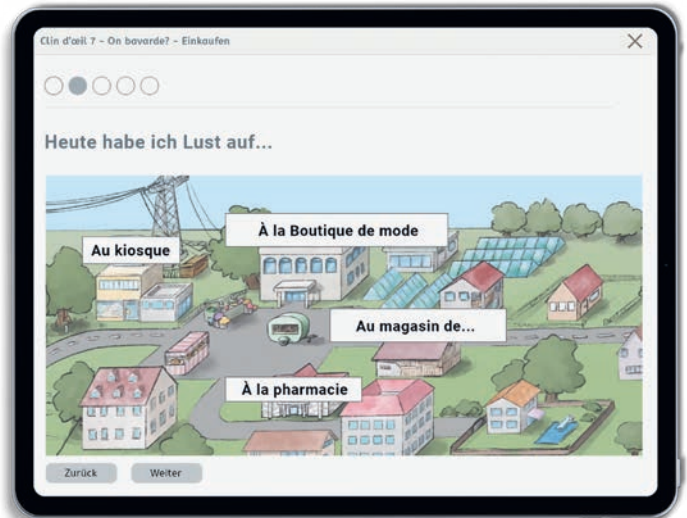 Clin d'œil 7 - On bavarde? - Einkaufen
Heute habe ich Lust auf...
À la Boutique de mode
Au kiosque
Au magasin de...
À la pharmacie
Zurück Weiter